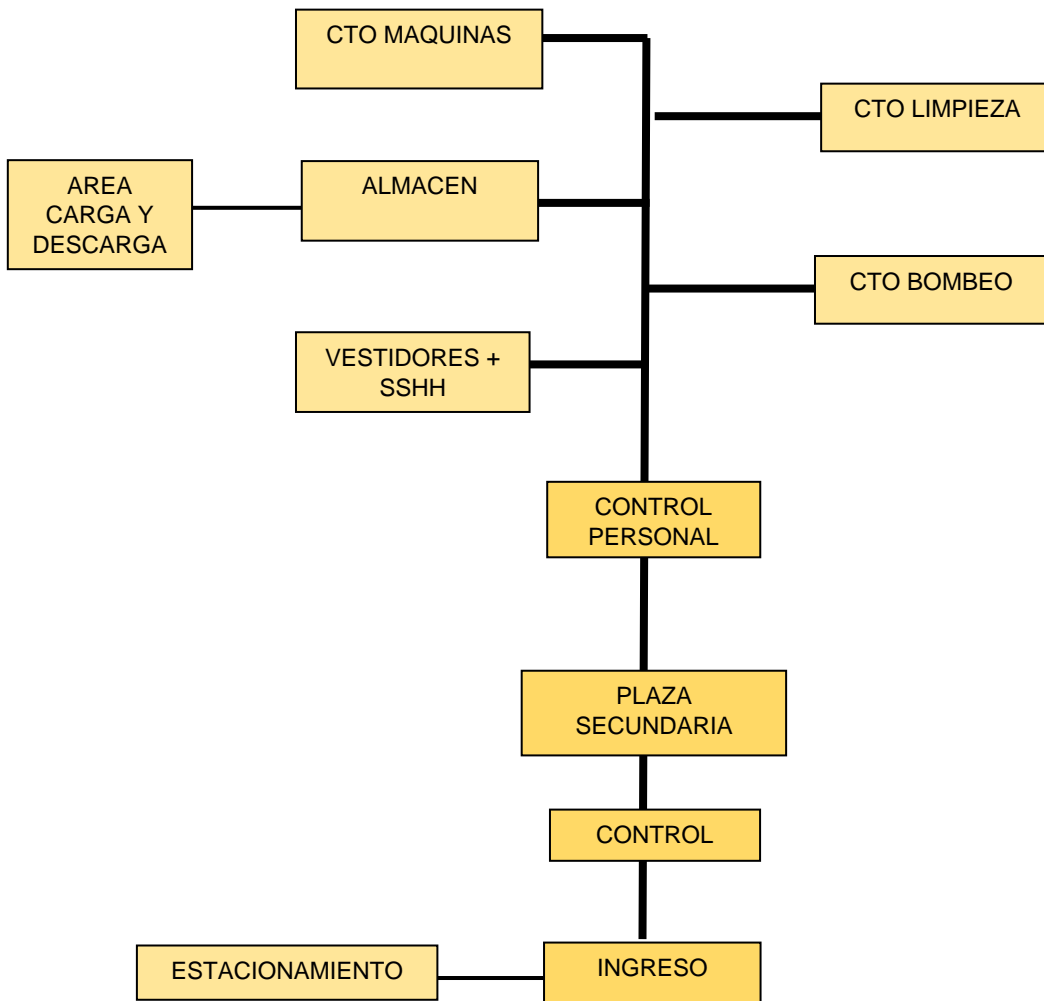 CTO MAQUINAS
CTO LIMPIEZA
AREA
CARGA Y
DESCARGA
ALMACEN
CTO BOMBEO
VESTIDORES +
SSHH
CONTROL
PERSONAL
PLAZA
SECUNDARIA
CONTROL
ESTACIONAMIENTO
INGRESO